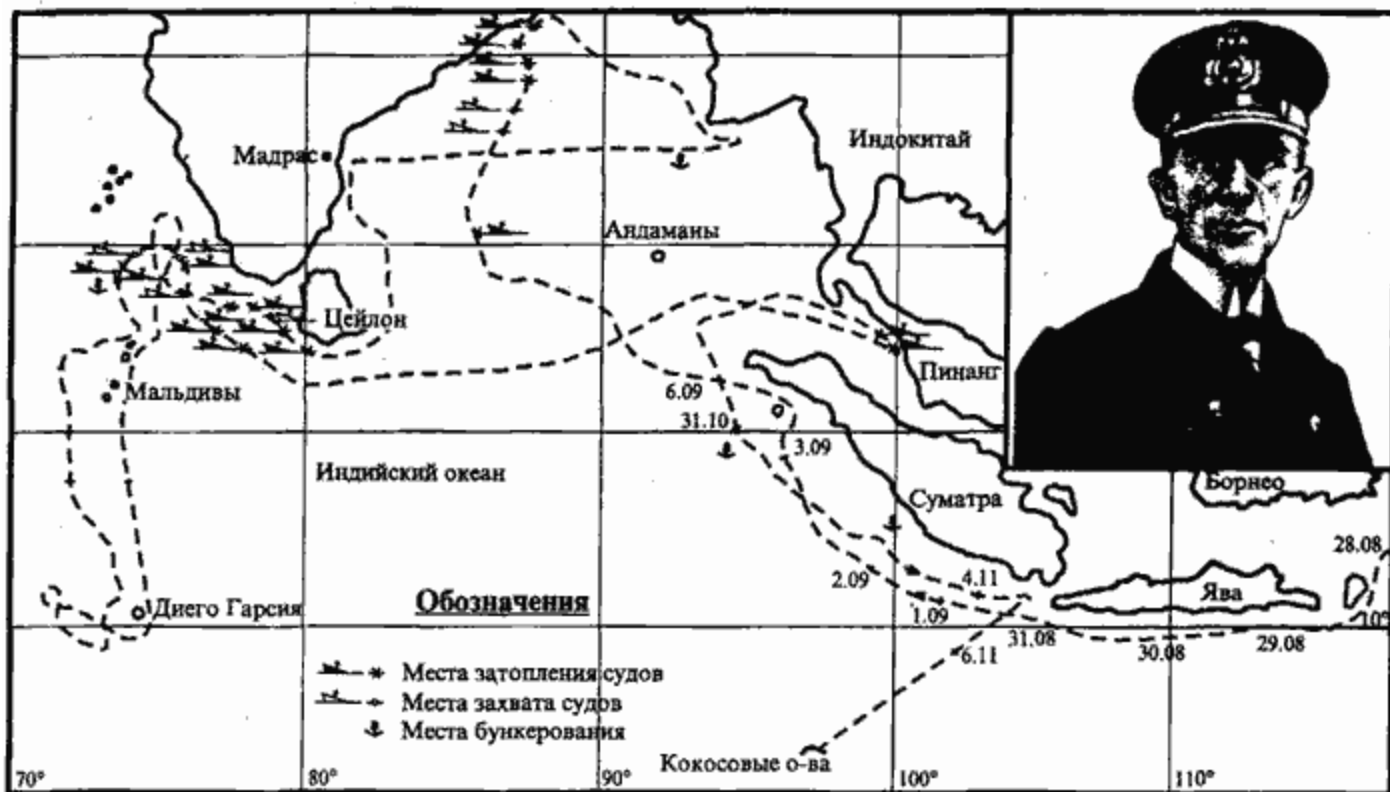 Индокитай
Мадрас
Андаманы
Цейлон
Пинанг
Мальдивы
6.09
31.10
3.09
Индийский океан
Суматра
Борнео
28.08
2.09
4.11
Ява
Диего Гарсия
Обозначения
1.09
10°
31.08
29.08
30.08
6.11
Места затопления судов
Места захвата судов
Места бункерования
Кокосовые о-ва
70°
80°
90°
100°
110°